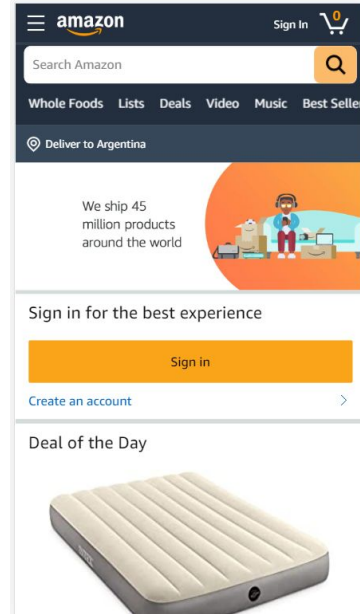 amazon
Sign In
0
Search Amazon
Whole Foods Lists Deals Video Music Best Selle
Deliver to Argentina
We ship 45
million products
around the world
Sign in for the best experience
Sign in
Create an account
Deal of the Day